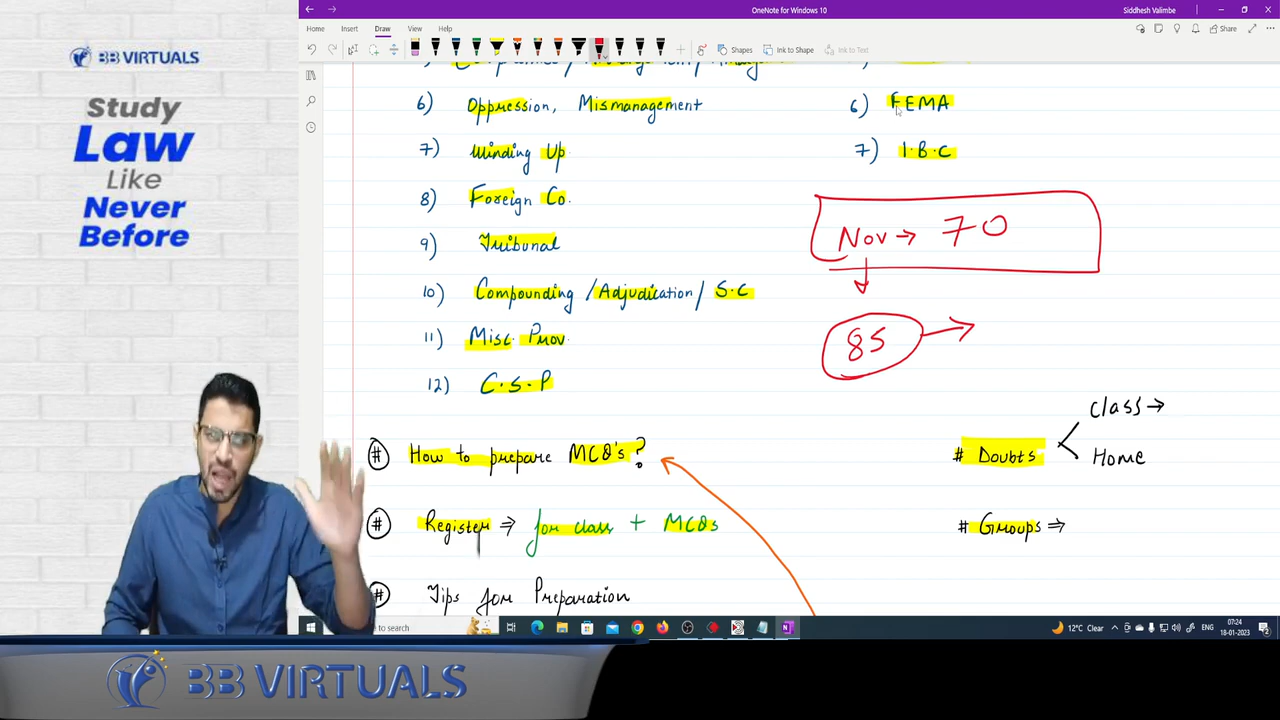 OneNote for Windows 10
Siddhesh Valimbe
Home Insert Draw View Help
Share
Shapes
Ink to Shape
Ink to Text
BB VIRTUALS
Study
Law
Like
Never
Before
6) Oppression, Mismanagement
7) Winding Up
8) Foreign Co.
9) Tribunal
10) Compounding / Adjudication / S.C
11) Misc. Prov.
12) C.S.P
6) FEMA
7) I.B.C
Nov → 70
85
# How to prepare MCQ's?
# Register ⇒ for class + MCQs
# Tips for Preparation
# Doubts
Class →
Home
# Groups ⇒
to search
12°C Clear
ENG
07:24
18-01-2023
2
BB VIRTUALS